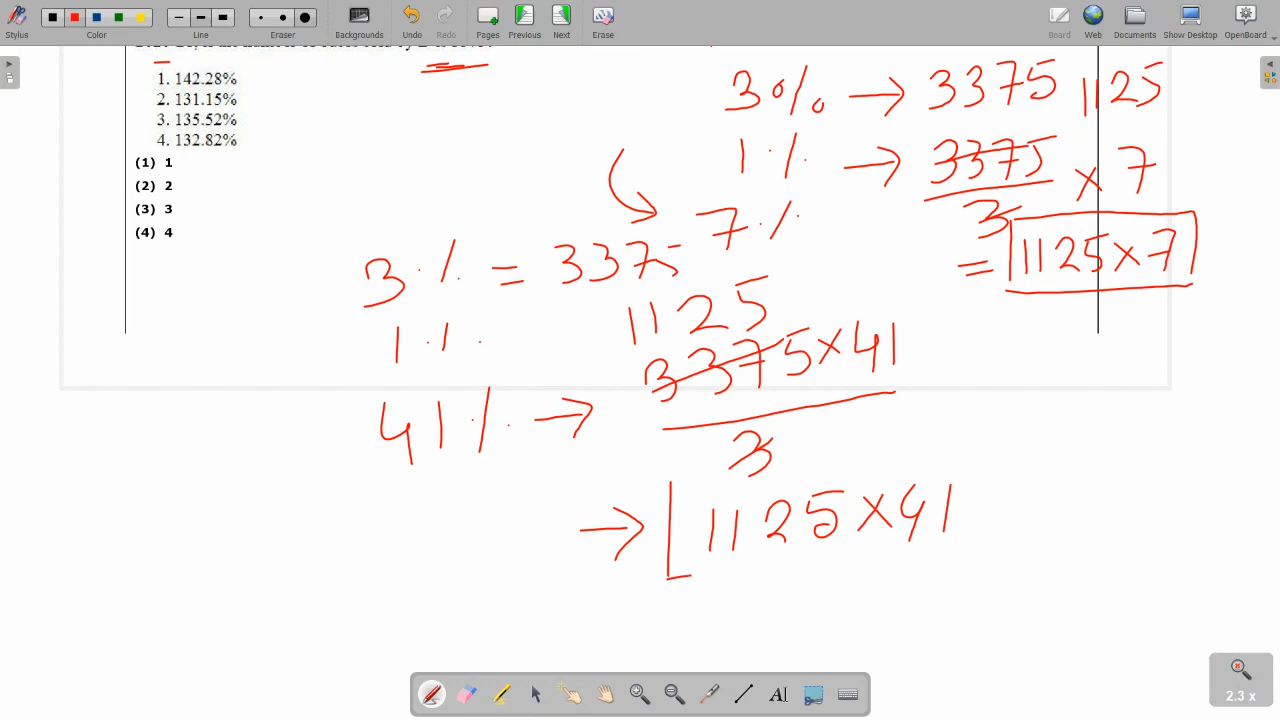 Stylus Color Line Eraser Backgrounds Undo Redo Pages Previous Next Erase Board Web Documents Show Desktop OpenBoard
1. 142.28%
2. 131.15%
3. 135.52%
4. 132.82%
(1) 1
(2) 2
(3) 3
(4) 4
3% → 3375 1125
1% → 3375 × 7
3
7%
= 1125×7
3% = 3375
1%
1125
41% → 3375×41
3
→ 1125×41
2.3 x